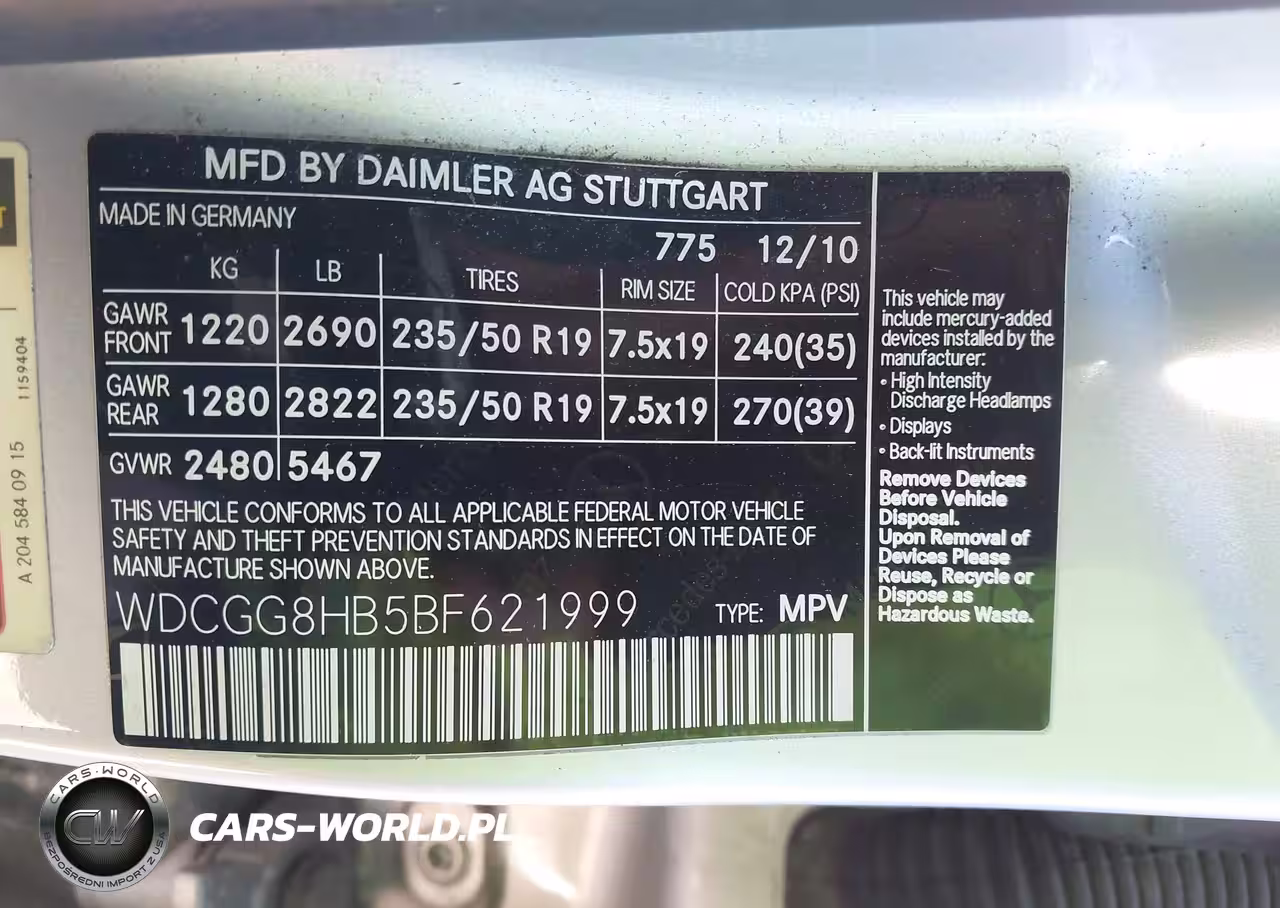 MFD BY DAIMLER AG STUTTGART
MADE IN GERMANY
775 12/10
KG LB TIRES RIM SIZE COLD KPA (PSI)
GAWR FRONT 1220 2690 235/50 R19 7.5x19 240(35)
GAWR REAR 1280 2822 235/50 R19 7.5x19 270(39)
GVWR 2480 5467
THIS VEHICLE CONFORMS TO ALL APPLICABLE FEDERAL MOTOR VEHICLE
SAFETY AND THEFT PREVENTION STANDARDS IN EFFECT ON THE DATE OF
MANUFACTURE SHOWN ABOVE.
WDCGG8HB5BF621999 TYPE: MPV
This vehicle may
include mercury-added
devices installed by the
manufacturer:
• High Intensity
Discharge Headlamps
• Displays
• Back-lit Instruments
Remove Devices
Before Vehicle
Disposal.
Upon Removal of
Devices Please
Reuse, Recycle or
Dispose as
Hazardous Waste.
A 204 584 09 15 1159404
CARS-WORLD
CW
BEZPOŚREDNI IMPORT Z USA
CARS-WORLD.PL